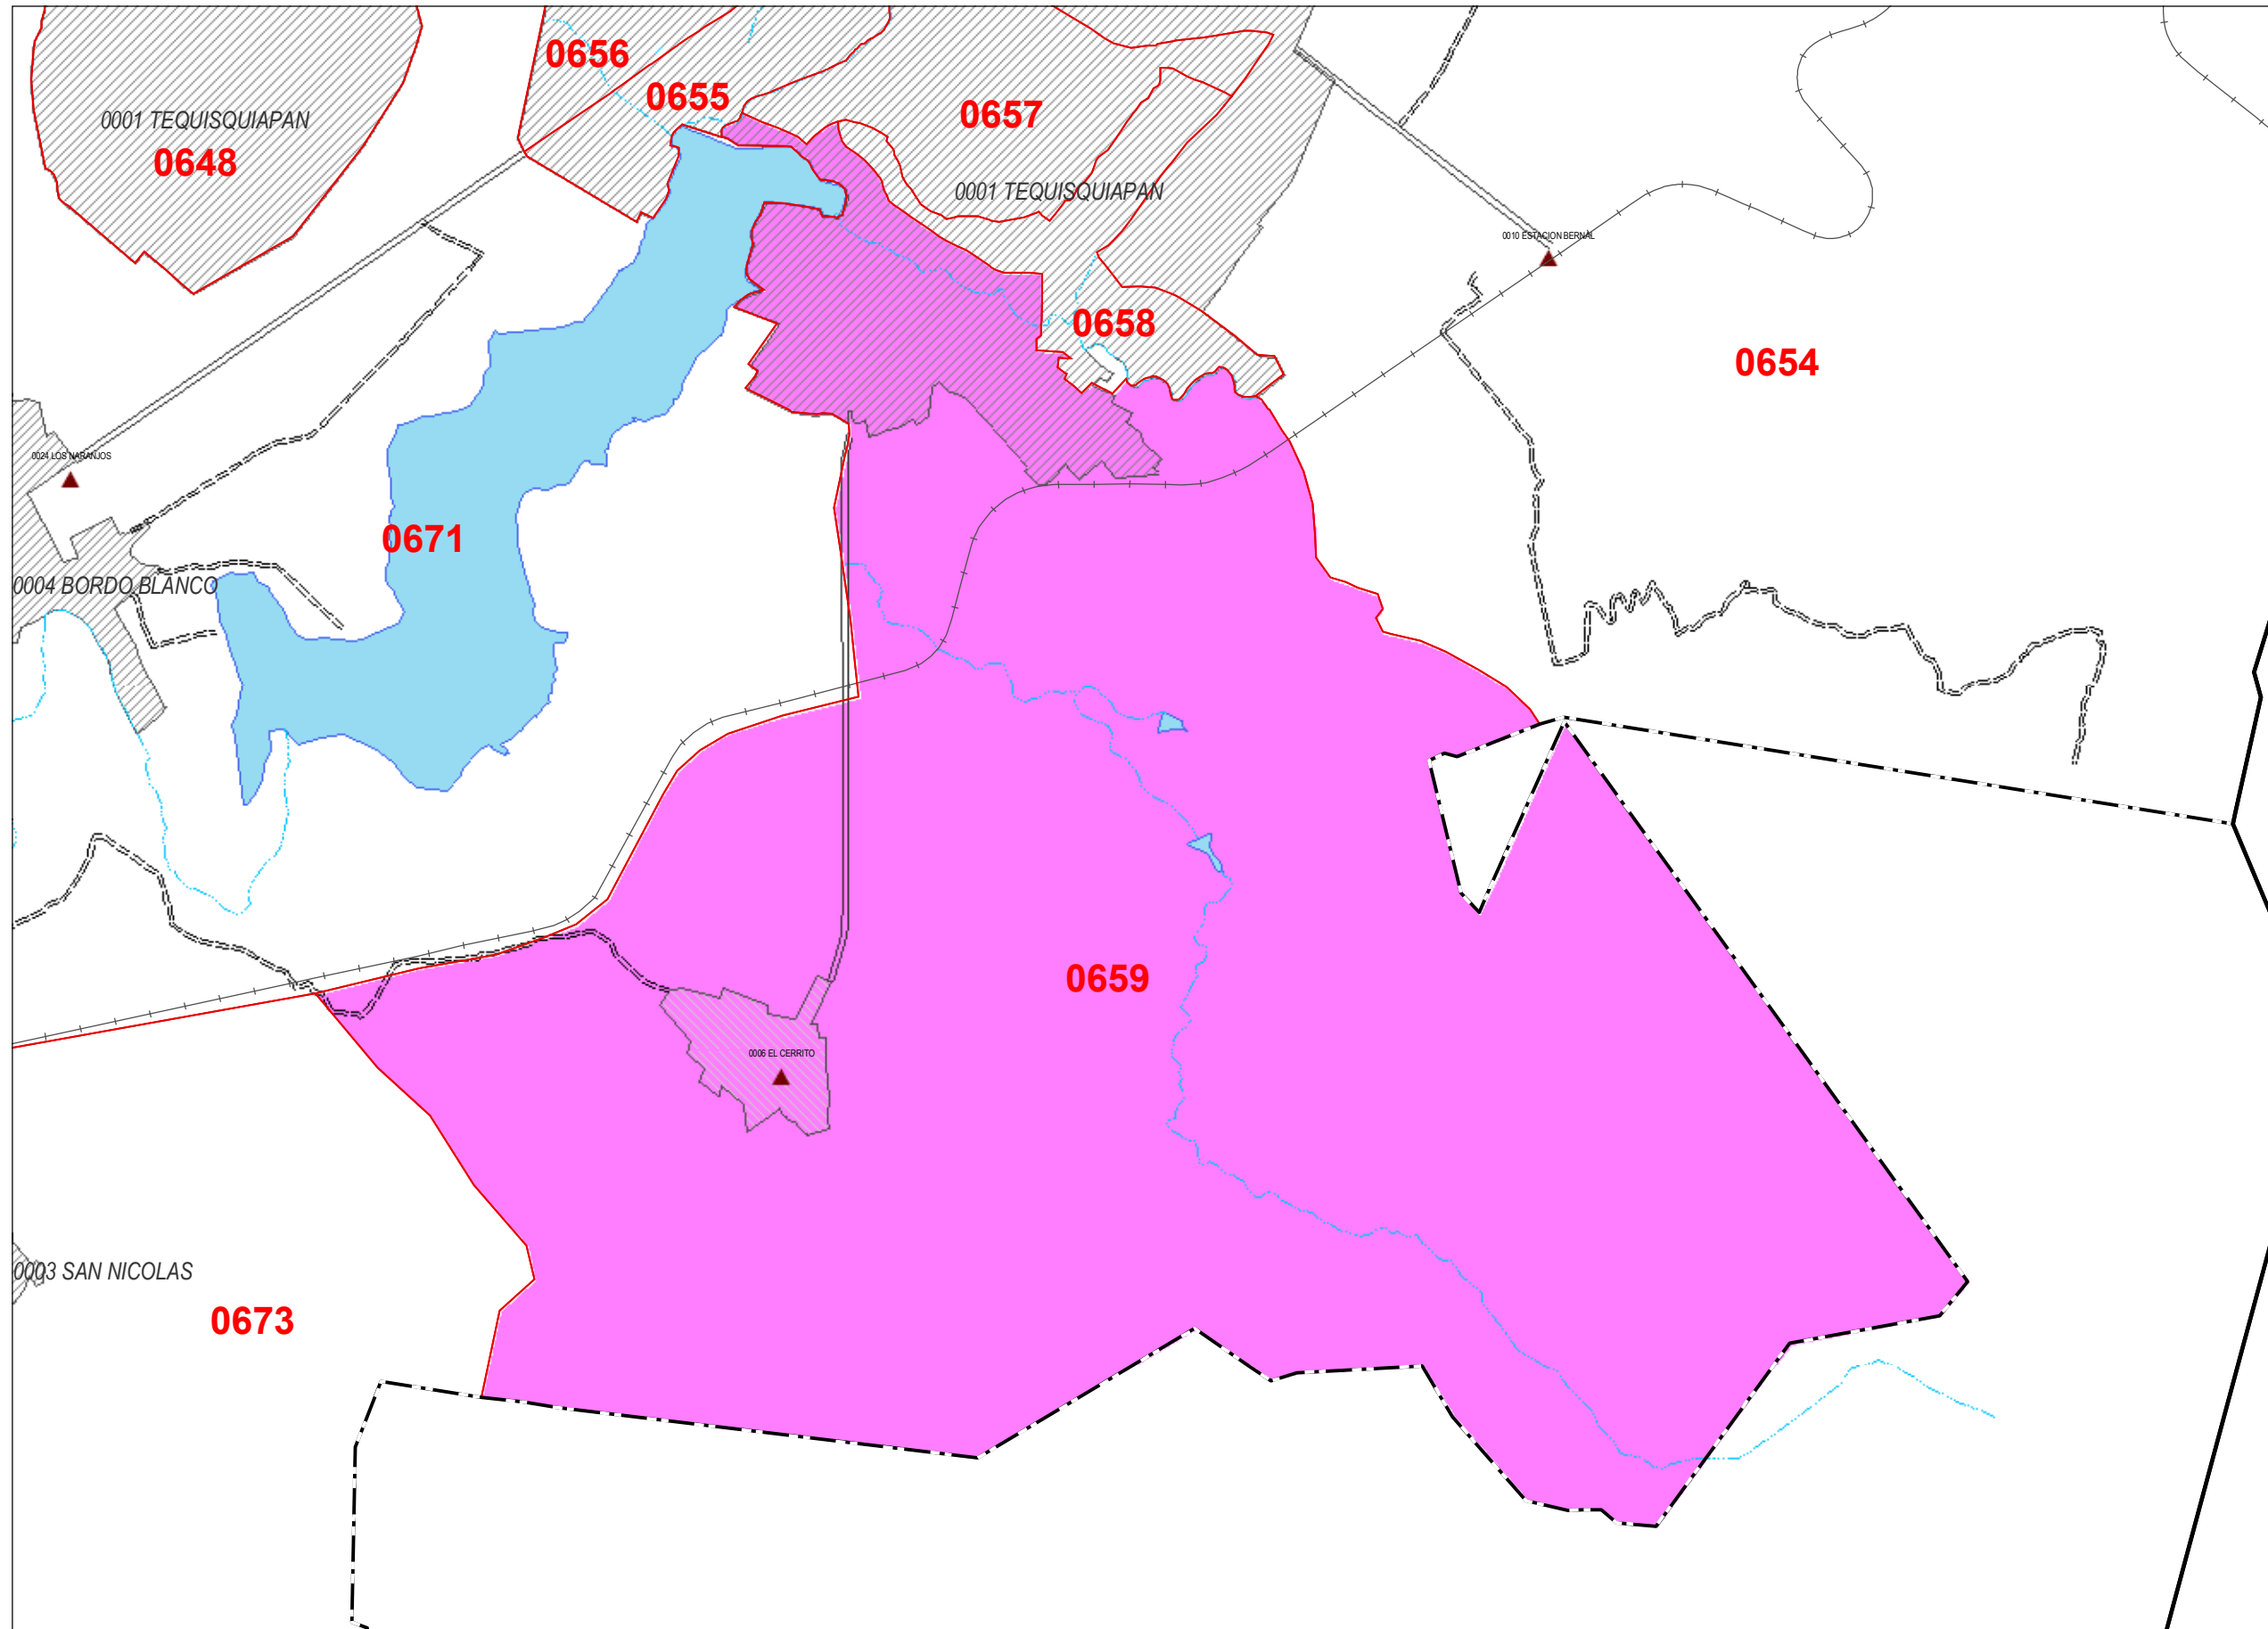 0656
0655
0657
0001 TEQUISQUIAPAN
0648
0001 TEQUISQUIAPAN
0010 ESTACION BERNAL
0658
0654
0024 LOS NARANJOS
0671
0004 BORDO BLANCO
0659
0006 EL CERRITO
0003 SAN NICOLAS
0673